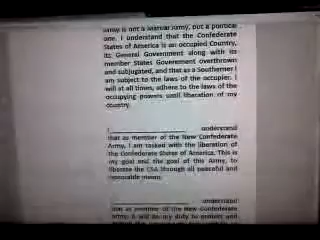 Army is not a Martial Army, but a political
one. I understand that the Confederate
States of America is an occupied Country,
its General Government along with its
member States Goverement overthrown
and subjugated, and that as a Southerner I
am subject to the laws of the occupier. I
will at all times, adhere to the laws of the
occupying powers until liberation of my
country.
I ____________________ understand
that as member of the New Confederate
Army, I am tasked with the liberation of
the Confederate States of America. This is
my goal and the goal of this Army, to
liberate the CSA through all peaceful and
honorable means.
____________________ understand
that as member of the New Confederate
Army, it will be my duty to protect and